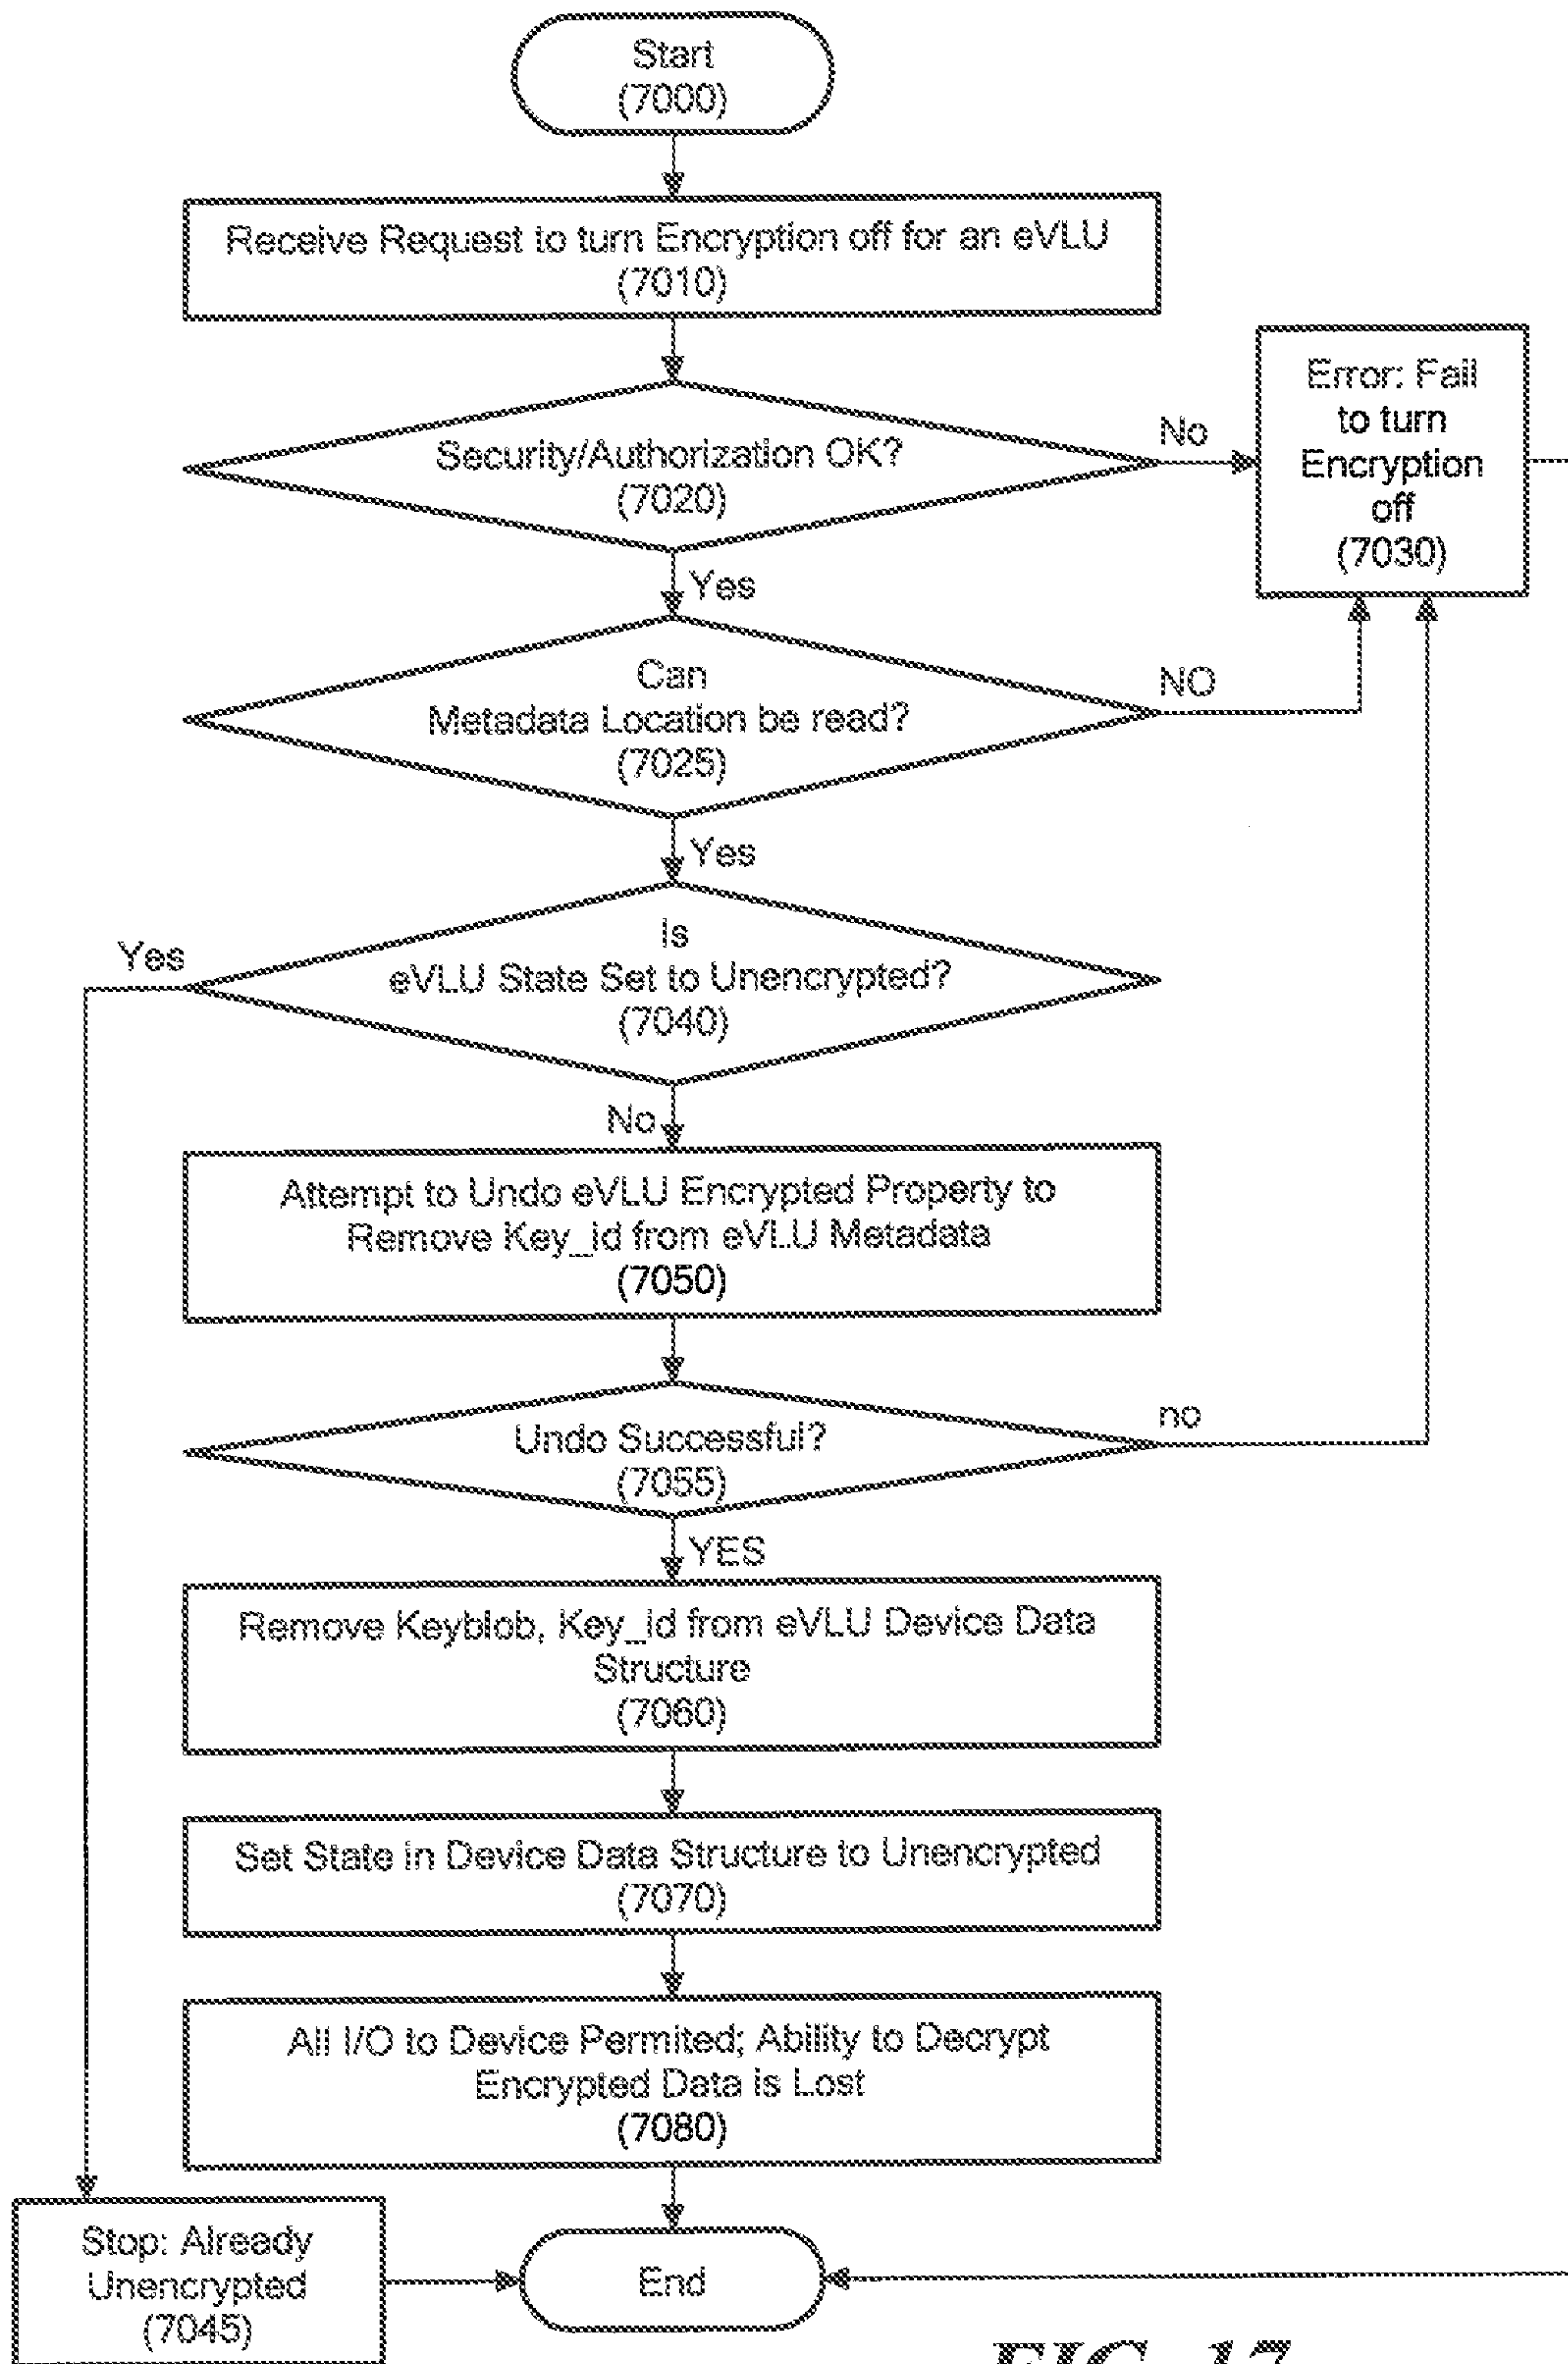 Start
(7000)
Receive Request to turn Encryption off for an eVLU
(7010)
Security/Authorization OK?
(7020)
No
Error: Fail
to turn
Encryption
off
(7030)
Yes
Can
Metadata Location be read?
(7025)
NO
Yes
Is
eVLU State Set to Unencrypted?
(7040)
Yes
No
Attempt to Undo eVLU Encrypted Property to
Remove Key_id from eVLU Metadata
(7050)
Undo Successful?
(7055)
no
YES
Remove Keyblob, Key_id from eVLU Device Data
Structure
(7060)
Set State in Device Data Structure to Unencrypted
(7070)
All I/O to Device Permited; Ability to Decrypt
Encrypted Data is Lost
(7080)
Stop: Already
Unencrypted
(7045)
End
FIG. 17